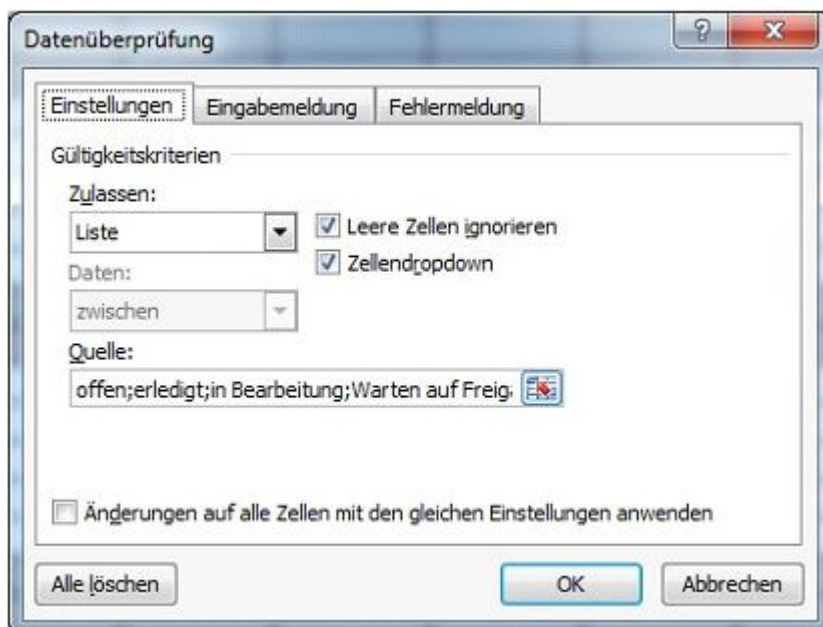 Datenüberprüfung
Einstellungen Eingabemeldung Fehlermeldung
Gültigkeitskriterien
Zulassen:
Liste
Leere Zellen ignorieren
Zellendropdown
Daten:
zwischen
Quelle:
offen;erledigt;in Bearbeitung;Warten auf Freig
Änderungen auf alle Zellen mit den gleichen Einstellungen anwenden
Alle löschen OK Abbrechen